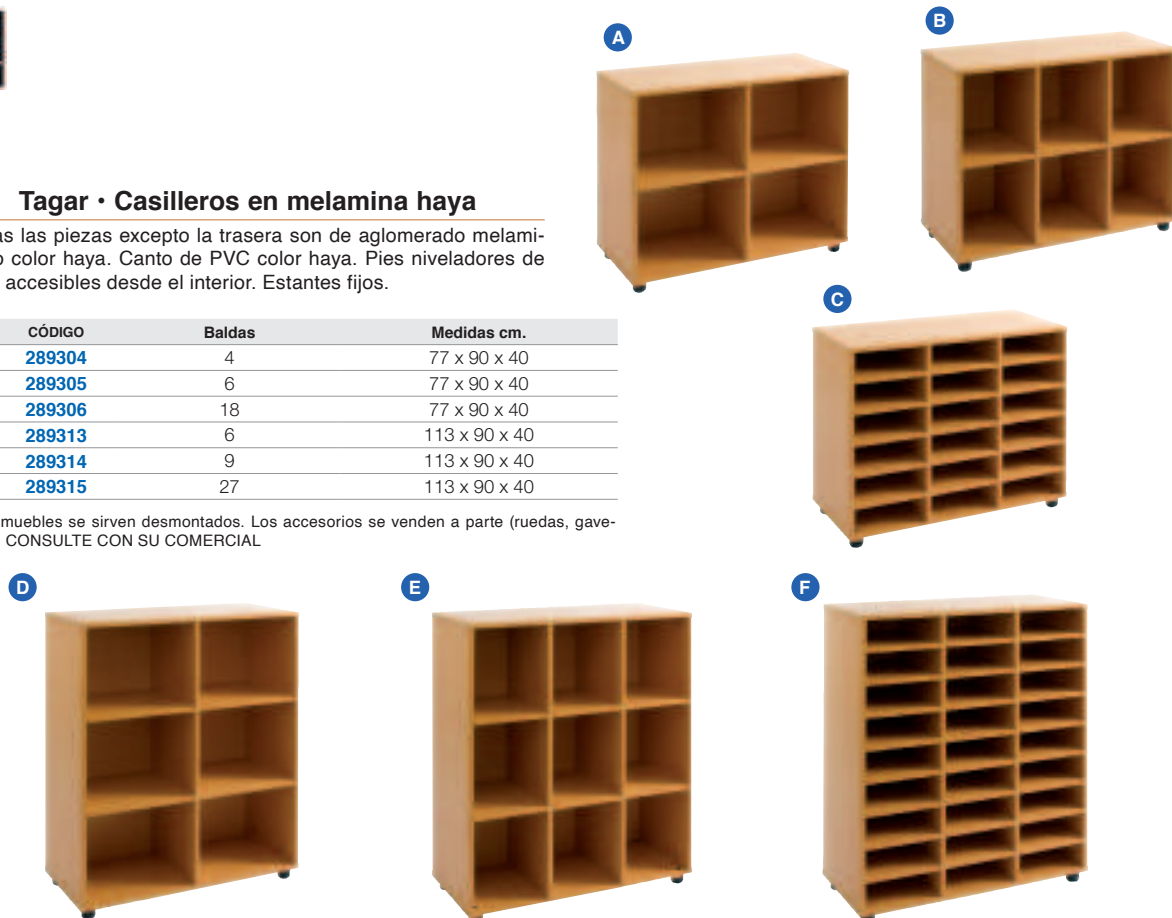 A
B
Tagar • Casilleros en melamina haya
as las piezas excepto la trasera son de aglomerado melami-
o color haya. Canto de PVC color haya. Pies niveladores de
accesibles desde el interior. Estantes fijos.
C
CÓDIGO Baldas Medidas cm.
289304 4 77 x 90 x 40
289305 6 77 x 90 x 40
289306 18 77 x 90 x 40
289313 6 113 x 90 x 40
289314 9 113 x 90 x 40
289315 27 113 x 90 x 40
muebles se sirven desmontados. Los accesorios se venden a parte (ruedas, gave-
CONSULTE CON SU COMERCIAL
D
E
F